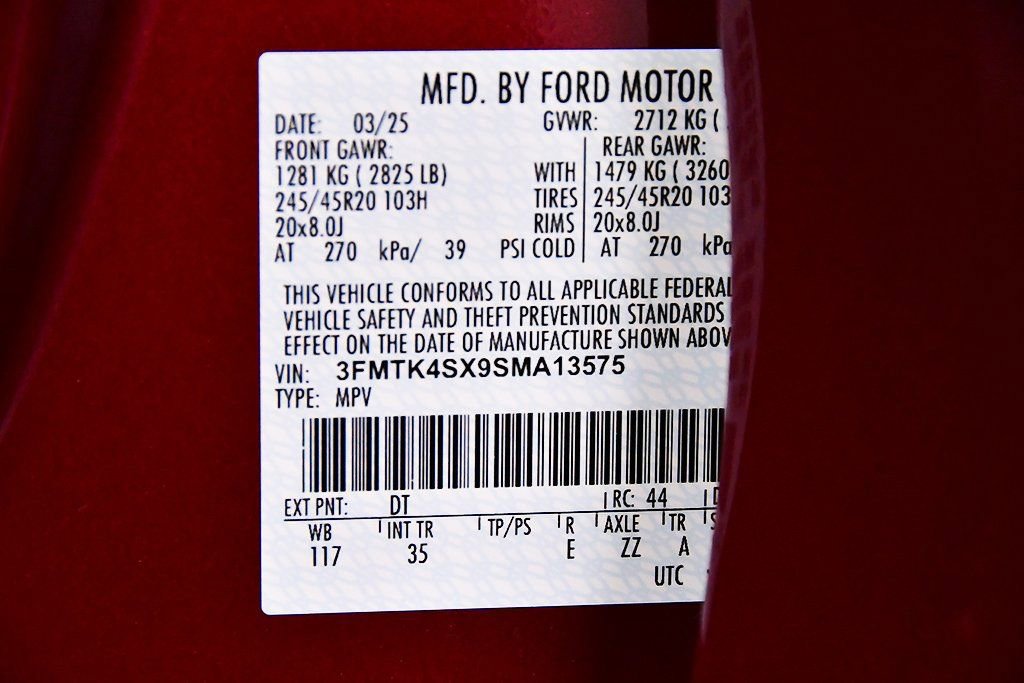 MFD. BY FORD MOTOR
DATE: 03/25 GVWR: 2712 KG (
FRONT GAWR: REAR GAWR:
1281 KG ( 2825 LB) WITH 1479 KG ( 3260
245/45R20 103H TIRES 245/45R20 103
20x8.0J RIMS 20x8.0J
AT 270 kPa/ 39 PSI COLD AT 270 kPa
THIS VEHICLE CONFORMS TO ALL APPLICABLE FEDERAL
VEHICLE SAFETY AND THEFT PREVENTION STANDARDS
EFFECT ON THE DATE OF MANUFACTURE SHOWN ABOV
VIN: 3FMTK4SX9SMA13575
TYPE: MPV
EXT PNT: DT RC: 44
WB INT TR TP/PS R AXLE TR S
117 35 E ZZ A
UTC